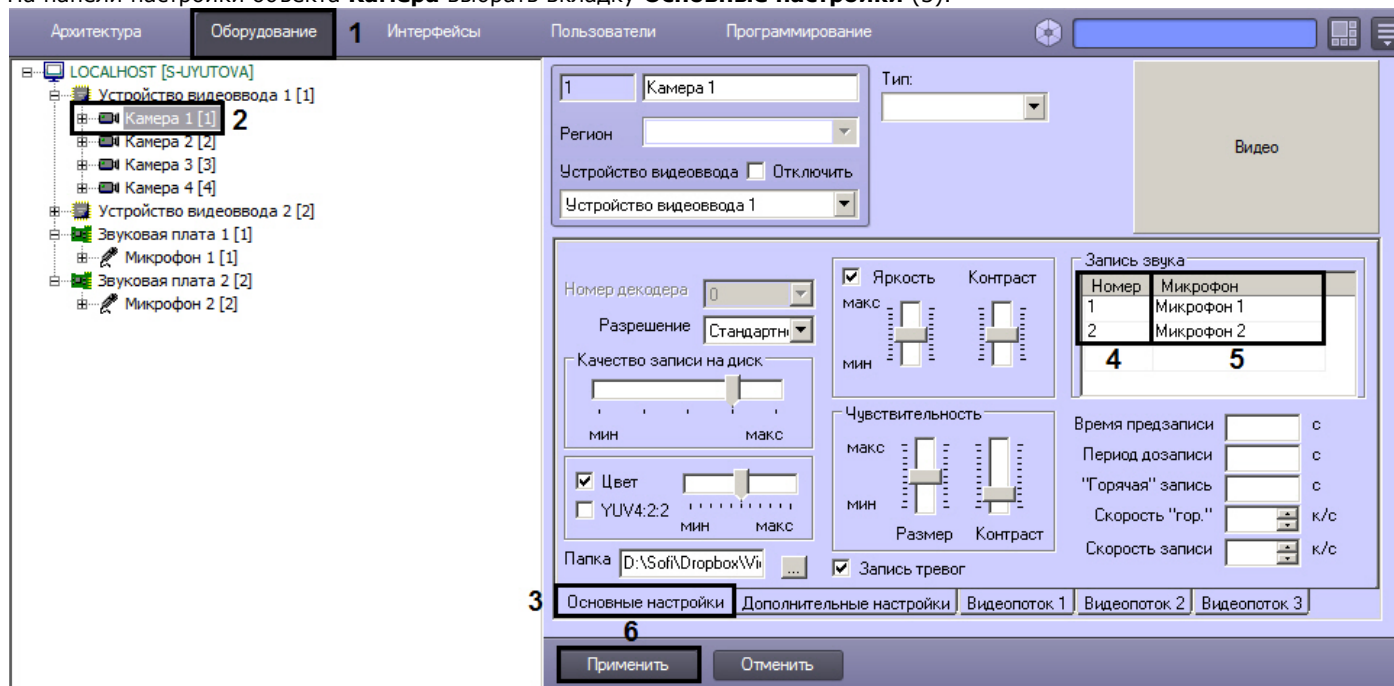 На панели настройки объекта Камера выбрать вкладку Основные настройки (3).
Архитектура Оборудование 1 Интерфейсы Пользователи Программирование
LOCALHOST [S-UYUTOVA]
Устройство видеоввода 1 [1]
Камера 1 [1] 2
Камера 2 [2]
Камера 3 [3]
Камера 4 [4]
Устройство видеоввода 2 [2]
Звуковая плата 1 [1]
Микрофон 1 [1]
Звуковая плата 2 [2]
Микрофон 2 [2]
1 Камера 1
Тип:
Регион
Устройство видеоввода Отключить
Устройство видеоввода 1
Видео
Номер декодера 0
Разрешение Стандартн
Качество записи на диск
мин макс
Цвет
YUV4:2:2
мин макс
Папка D:\Sofi\Dropbox\Vi ...
Яркость Контраст
макс
мин
Чувствительность
макс
мин
Размер Контраст
Запись тревог
Запись звука
Номер Микрофон
1 Микрофон 1
2 Микрофон 2
4 5
Время предзаписи с
Период дозаписи с
"Горячая" запись с
Скорость "гор." к/с
Скорость записи к/с
3 Основные настройки Дополнительные настройки Видеопоток 1 Видеопоток 2 Видеопоток 3
6
Применить Отменить